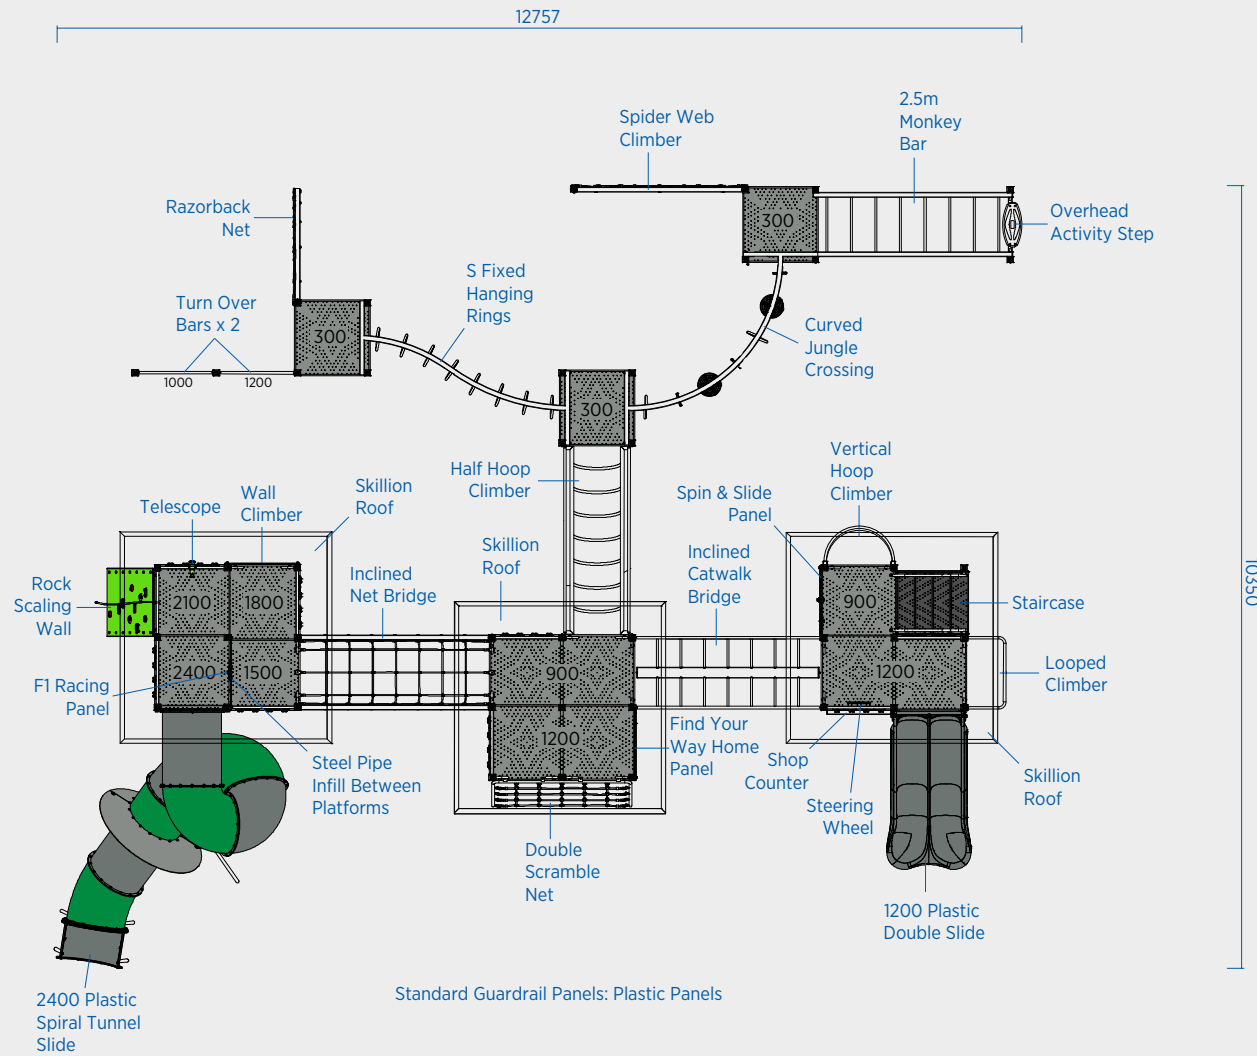 12757
2.5m
Monkey
Bar
Spider Web
Climber
Razorback
Net
300
Overhead
Activity Step
S Fixed
Hanging
Rings
Turn Over
Bars x 2
300
Curved
Jungle
Crossing
1000
1200
300
Vertical
Hoop
Climber
Half Hoop
Climber
Skillion
Roof
Wall
Climber
Telescope
Spin & Slide
Panel
Skillion
Roof
Inclined
Catwalk
Bridge
10350
Inclined
Net Bridge
Rock
Scaling
Wall
2100
1800
900
Staircase
2400
1500
900
1200
Looped
Climber
F1 Racing
Panel
1200
Find Your
Way Home
Panel
Shop
Counter
Steel Pipe
Infill Between
Platforms
Skillion
Roof
Steering
Wheel
Double
Scramble
Net
1200 Plastic
Double Slide
Standard Guardrail Panels: Plastic Panels
2400 Plastic
Spiral Tunnel
Slide